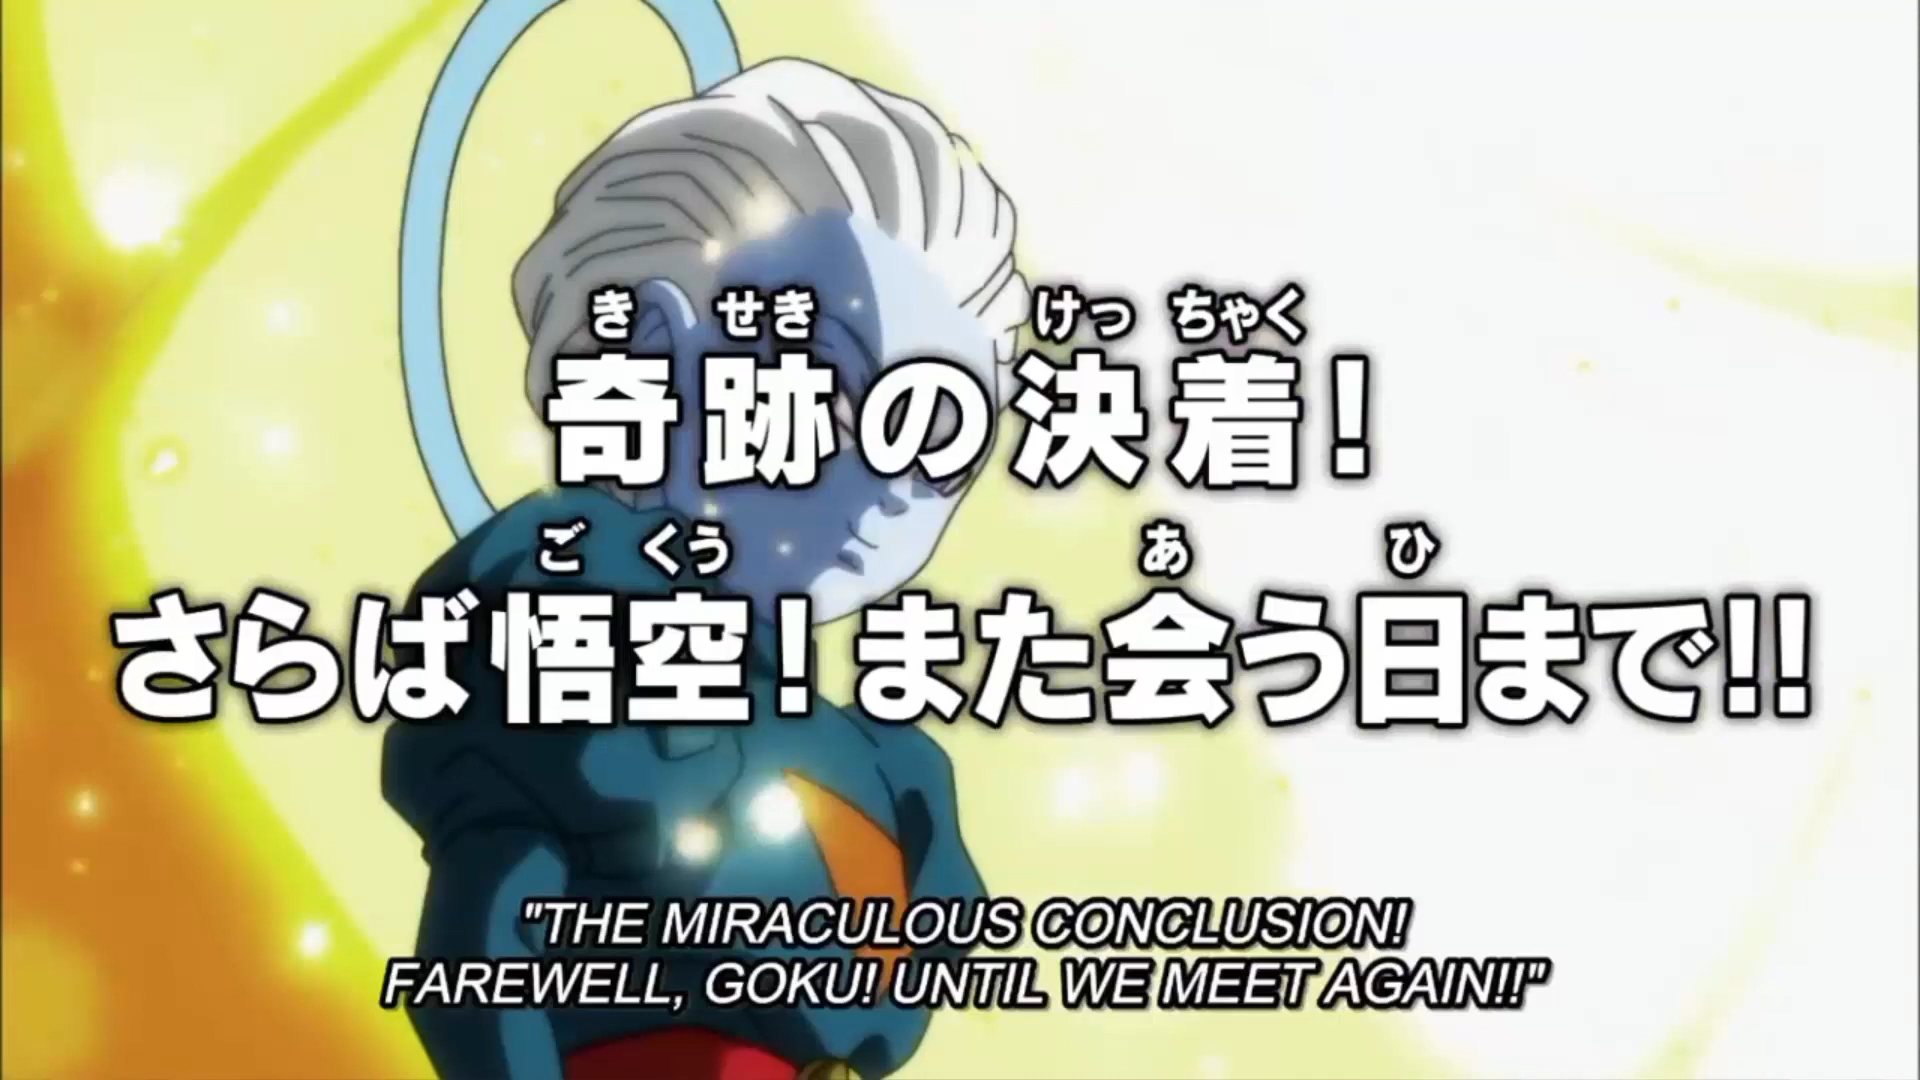 き せき けっ ちゃく
奇跡の決着!
ご くう あ ひ
さらば悟空!また会う日まで!!
"THE MIRACULOUS CONCLUSION!
FAREWELL, GOKU! UNTIL WE MEET AGAIN!!"